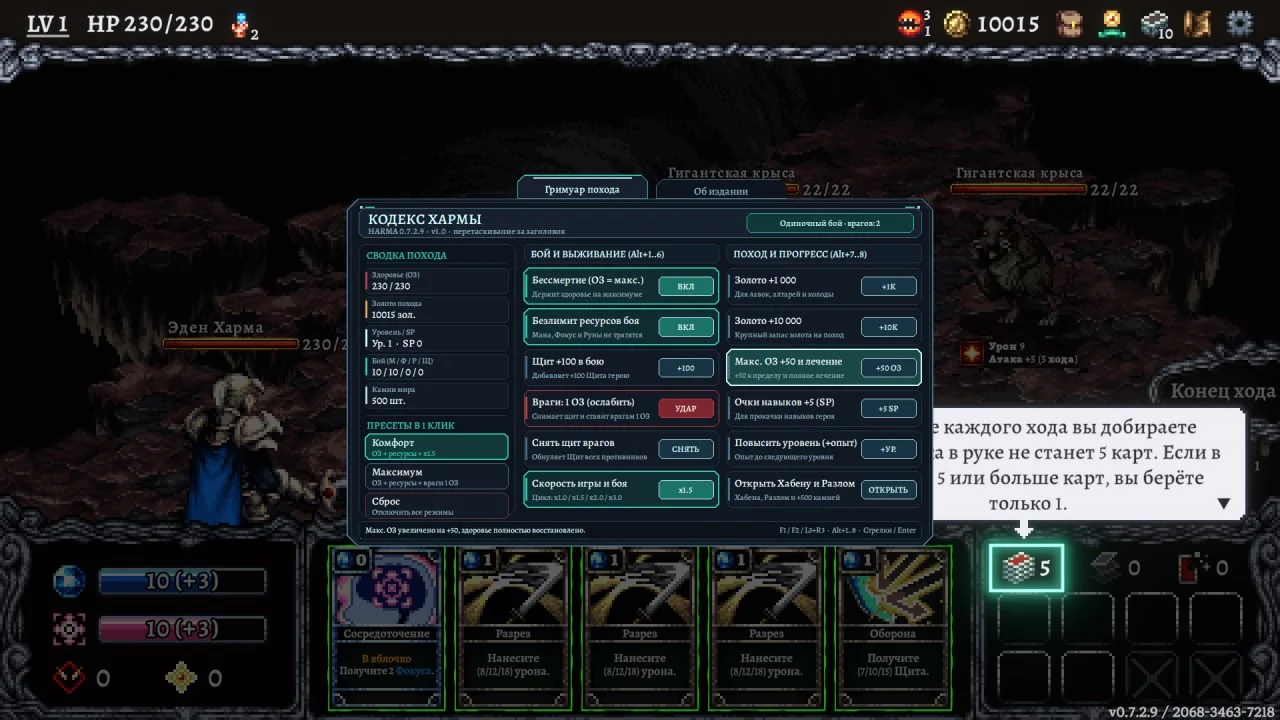 LV 1 HP 230/230 2
3 1 10015 10
Гигантская крыса
22/22
Гигантская крыса
22/22
Гримуар похода
Об издании
КОДЕКС ХАРМЫ
HARMA 0.7.2.9 · v1.0 · перетаскивание за заголовок
Одиночный бой · врагов: 2
СВОДКА ПОХОДА
Здоровье (ОЗ)
230 / 230
Золото похода
10015 зол.
Уровень / SP
Ур. 1 · SP 0
Бой (М / Ф / Р / Щ)
10 / 10 / 0 / 0
Камни мира
500 шт.
ПРЕСЕТЫ В 1 КЛИК
Комфорт
ОЗ + ресурсы + x1.5
Максимум
ОЗ + ресурсы + враги 1 ОЗ
Сброс
Отключить все режимы
БОЙ И ВЫЖИВАНИЕ (Alt+1..6)
Бессмертие (ОЗ = макс.)
Держит здоровье на максимуме
ВКЛ
Безлимит ресурсов боя
Мана, Фокус и Руны не тратятся
ВКЛ
Щит +100 в бою
Добавляет +100 Щита герою
+100
Враги: 1 ОЗ (ослабить)
Снимает щит и ставит врагам 1 ОЗ
УДАР
Снять щит врагов
Обнуляет Щит всех противников
СНЯТЬ
Скорость игры и боя
Цикл: x1.0 / x1.5 / x2.0 / x3.0
x1.5
ПОХОД И ПРОГРЕСС (Alt+7..8)
Золото +1 000
Для лавок, алтарей и колоды
+1K
Золото +10 000
Крупный запас золота на поход
+10K
Макс. ОЗ +50 и лечение
+50 к пределу и полное лечение
+50 ОЗ
Очки навыков +5 (SP)
Для прокачки навыков героя
+5 SP
Повысить уровень (+опыт)
Опыт до следующего уровня
+УР.
Открыть Хабену и Разлом
Хабена, Разлом и +500 камней
ОТКРЫТЬ
Макс. ОЗ увеличено на +50, здоровье полностью восстановлено.
F1 / F2 / L3+R3 · Alt+1..8 · Стрелки / Enter
Эден Харма
230/2
Урон 9
Атака +5 (5 хода)
Конец хода
е каждого хода вы добираете
а в руке не станет 5 карт. Если в
5 или больше карт, вы берёте
только 1.
1
10 (+3)
10 (+3)
0 0
0
Сосредоточение
В яблочко
Получите 2 Фокуса.
1
Разрез
Нанесите
(8/12/18) урона.
1
Разрез
Нанесите
(8/12/18) урона.
1
Разрез
Нанесите
(8/12/18) урона.
1
Оборона
Получите
(7/10/15) Щита.
5 0 + 0
v0.7.2.9 / 2068-3463-7218